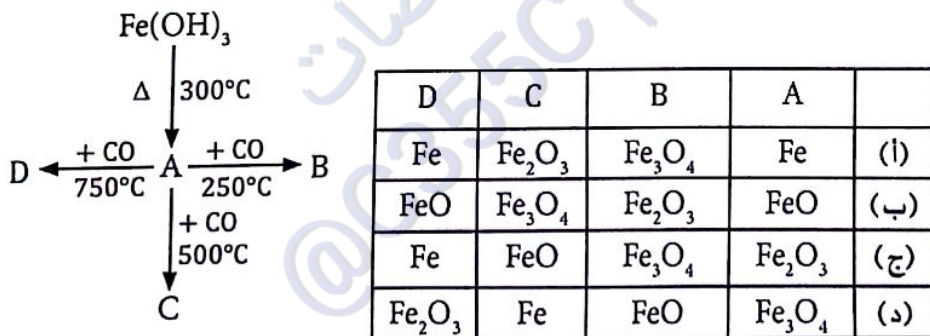 Fe(OH)₃
Δ 300°C
D + CO 750°C A + CO 250°C B
+ CO
500°C
C
D C B A
Fe Fe₂O₃ Fe₃O₄ Fe (أ)
FeO Fe₃O₄ Fe₂O₃ FeO (ب)
Fe FeO Fe₃O₄ Fe₂O₃ (ج)
Fe₂O₃ Fe FeO Fe₃O₄ (د)
@C355C